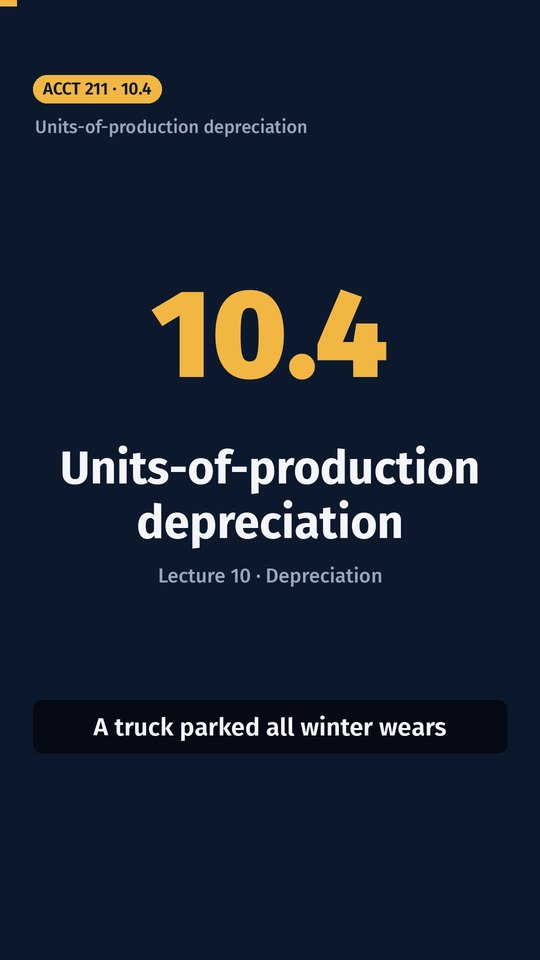 ACCT 211 · 10.4
Units-of-production depreciation
10.4
Units-of-production
depreciation
Lecture 10 · Depreciation
A truck parked all winter wears